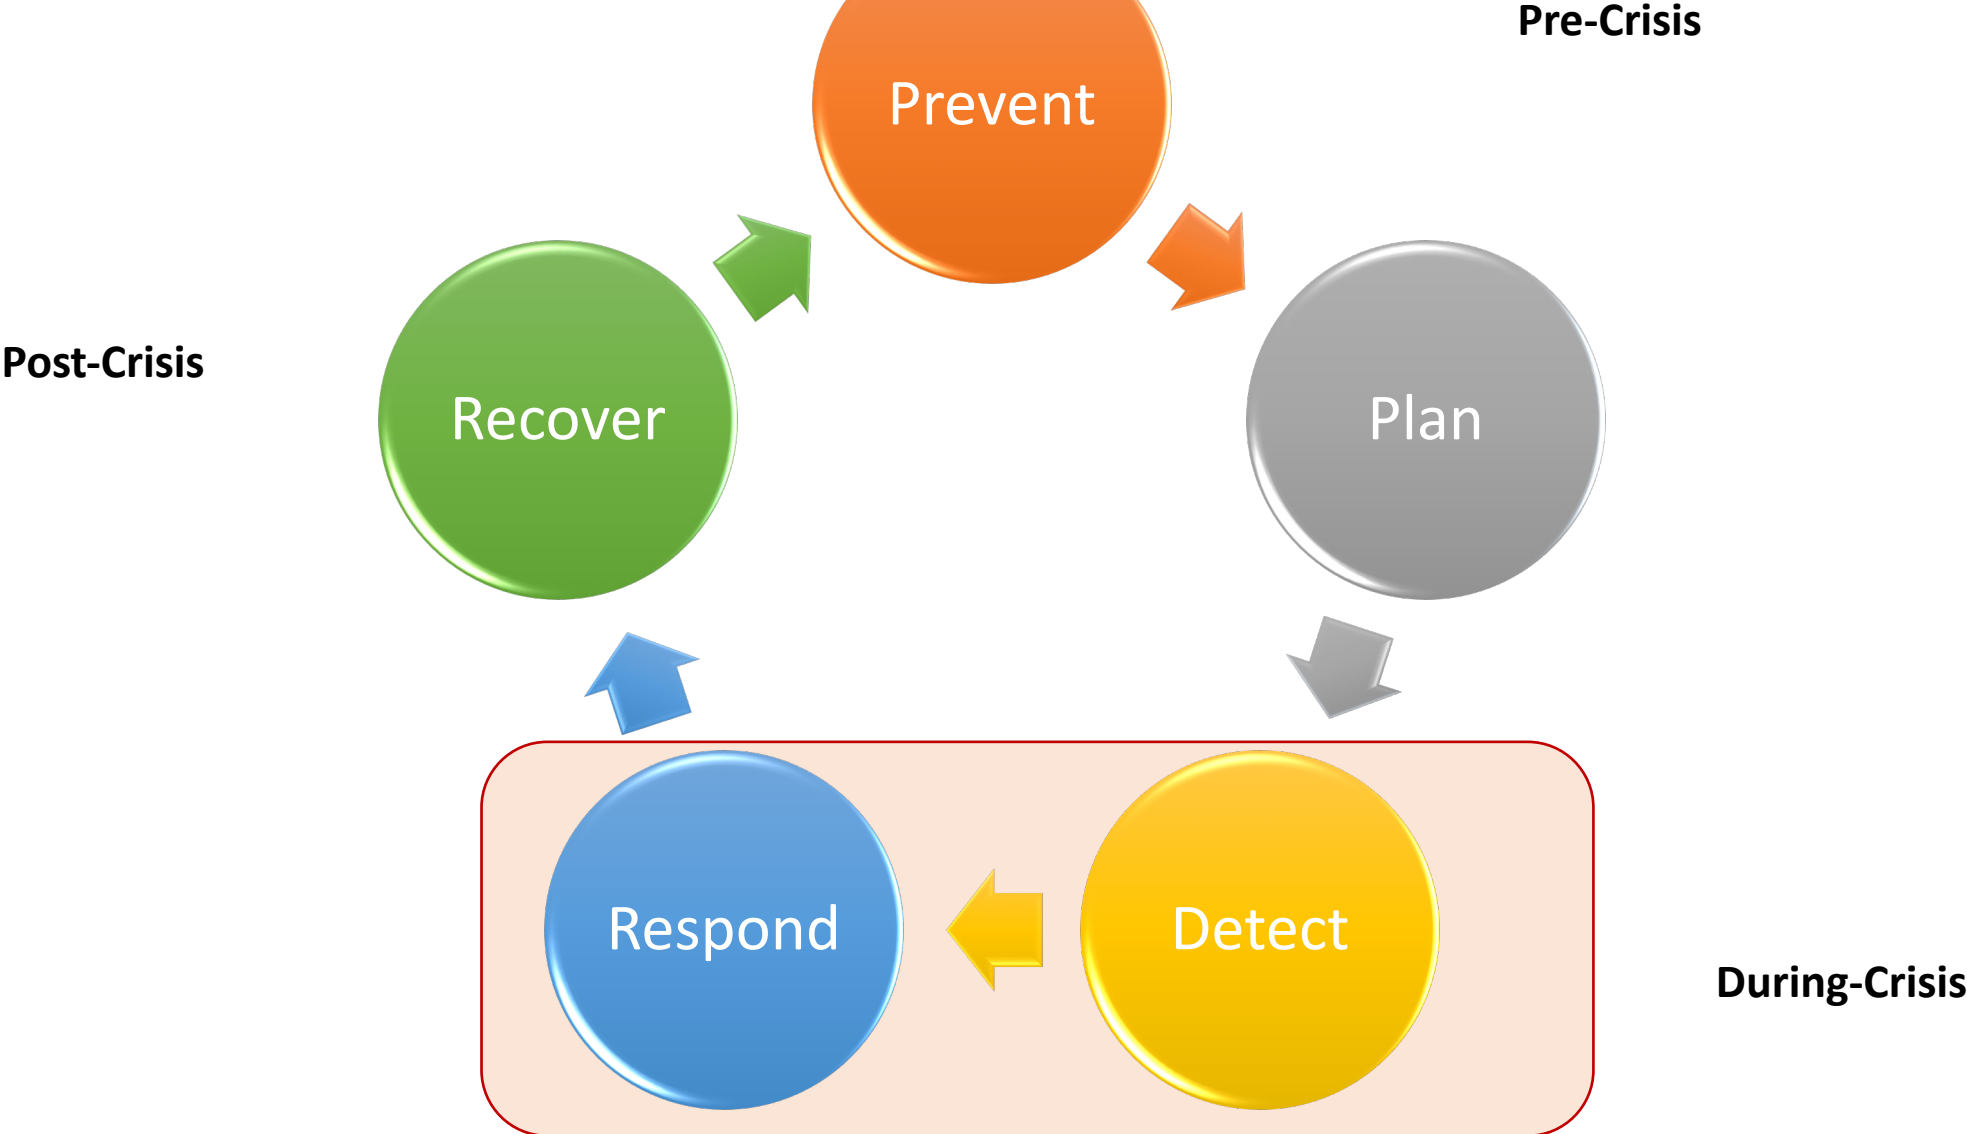 Pre-Crisis
Prevent
Post-Crisis
Recover
Plan
Respond
Detect
During-Crisis